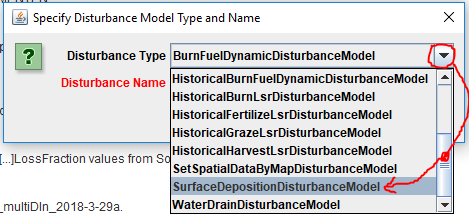 Specify Disturbance Model Type and Name
?
Disturbance Type BurnFuelDynamicDisturbanceModel
Disturbance Name
HistoricalBurnFuelDynamicDisturbanceModel
HistoricalBurnLsrDisturbanceModel
HistoricalFertilizeLsrDisturbanceModel
HistoricalGrazeLsrDisturbanceModel
HistoricalHarvestLsrDisturbanceModel
SetSpatialDataByMapDisturbanceModel
SurfaceDepositionDisturbanceModel
WaterDrainDisturbanceModel
[...]LossFraction values from So
_multiDIn_2018-3-29a.